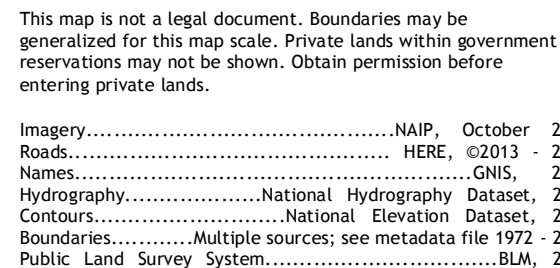 This map is not a legal document. Boundaries may be
generalized for this map scale. Private lands within government
reservations may not be shown. Obtain permission before
entering private lands.
Imagery.............................................NAIP, October 2
Roads............................................... HERE, ©2013 - 2
Names..........................................................GNIS, 2
Hydrography....................National Hydrography Dataset, 2
Contours............................National Elevation Dataset, 2
Boundaries............Multiple sources; see metadata file 1972 - 2
Public Land Survey System.................................BLM, 2